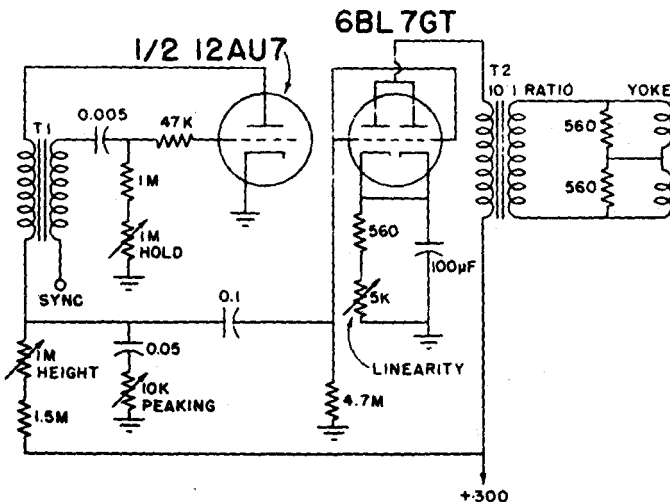 6BL7GT
1/2 12AU7
T2
10:1 RATIO
YOKE
0.005
47K
T1
560
560
1M
1M
HOLD
560
100µF
SYNC
5K
0.1
1M
HEIGHT
0.05
LINEARITY
10K
PEAKING
4.7M
1.5M
+300